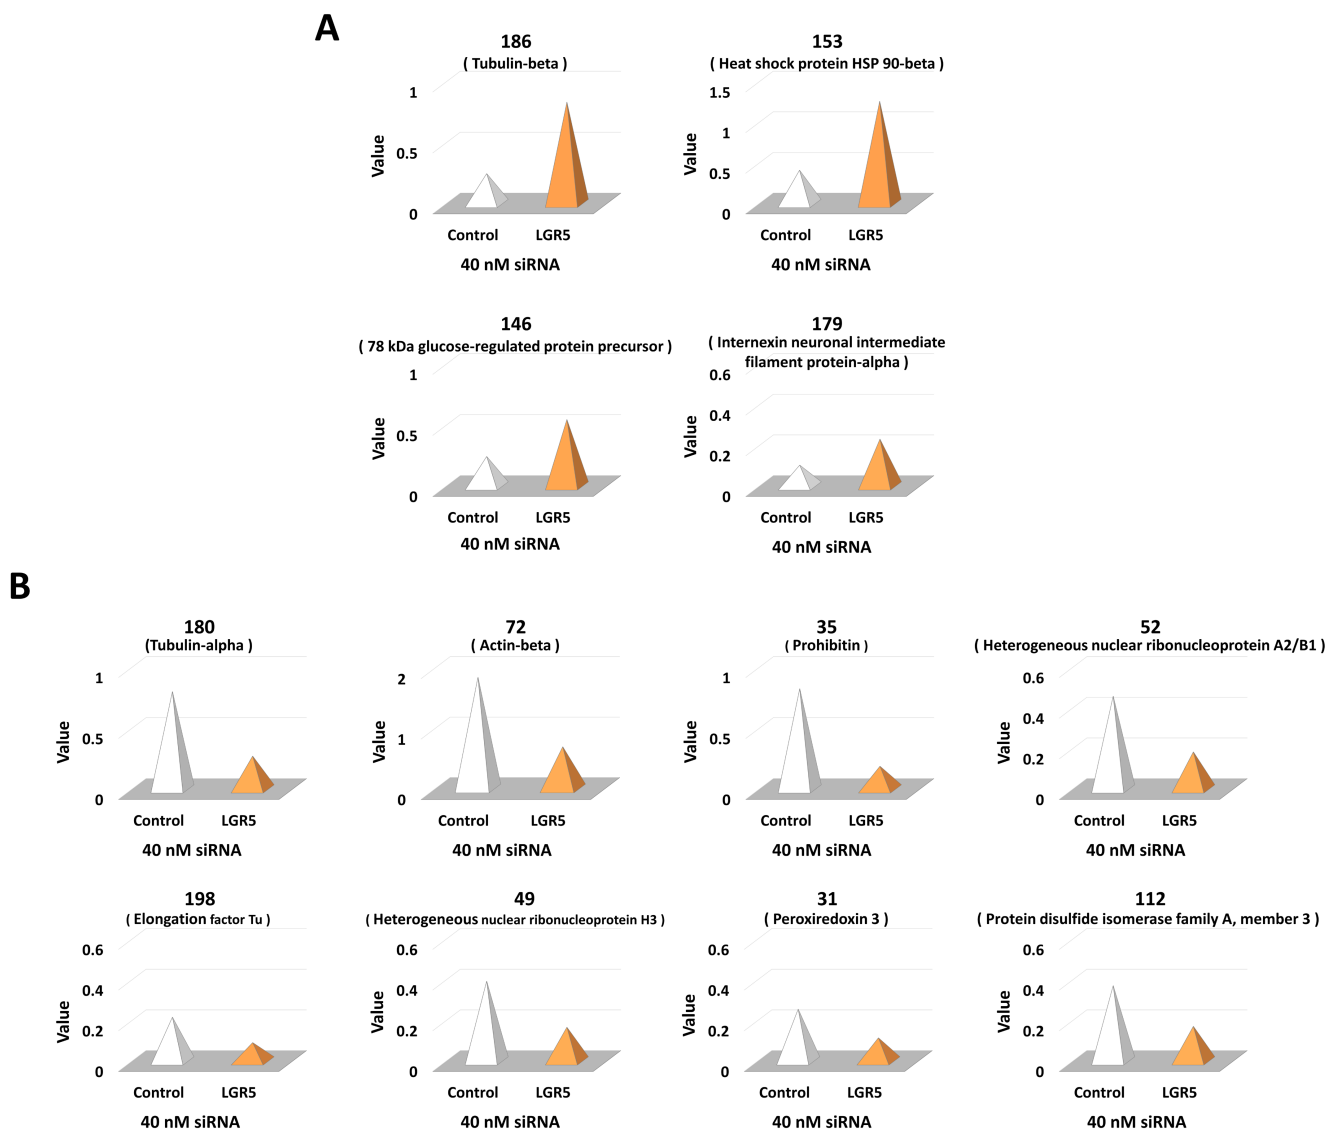 A
186
( Tubulin-beta )
1
0.5
0
Value
Control
LGR5
40 nM siRNA
153
( Heat shock protein HSP 90-beta )
1.5
1
0.5
0
Value
Control
LGR5
40 nM siRNA
146
( 78 kDa glucose-regulated protein precursor )
1
0.5
0
Value
Control
LGR5
40 nM siRNA
179
( Internexin neuronal intermediate
filament protein-alpha )
0.6
0.4
0.2
0
Value
Control
LGR5
40 nM siRNA
B
180
(Tubulin-alpha )
1
0.5
0
Value
Control
LGR5
40 nM siRNA
72
( Actin-beta )
2
1
0
Value
Control
LGR5
40 nM siRNA
35
( Prohibitin )
1
0.5
0
Value
Control
LGR5
40 nM siRNA
52
( Heterogeneous nuclear ribonucleoprotein A2/B1 )
0.6
0.4
0.2
0
Value
Control
LGR5
40 nM siRNA
198
( Elongation factor Tu )
0.6
0.4
0.2
0
Value
Control
LGR5
40 nM siRNA
49
( Heterogeneous nuclear ribonucleoprotein H3 )
0.6
0.4
0.2
0
Value
Control
LGR5
40 nM siRNA
31
( Peroxiredoxin 3 )
0.6
0.4
0.2
0
Value
Control
LGR5
40 nM siRNA
112
( Protein disulfide isomerase family A, member 3 )
0.6
0.4
0.2
0
Value
Control
LGR5
40 nM siRNA